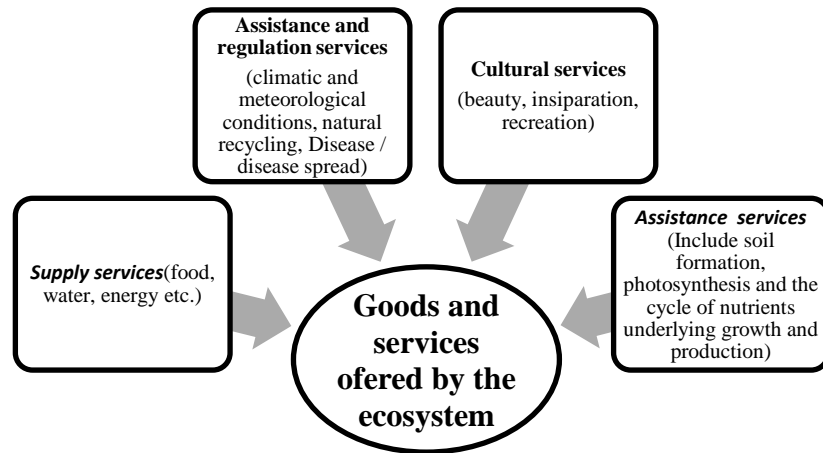 Assistance and
regulation services
(climatic and
meteorological
conditions, natural
recycling, Disease /
disease spread)
Cultural services
(beauty, insiparation,
recreation)
Supply services(food,
water, energy etc.)
Assistance services
(Include soil
formation,
photosynthesis and the
cycle of nutrients
underlying growth and
production)
Goods and
services
ofered by the
ecosystem